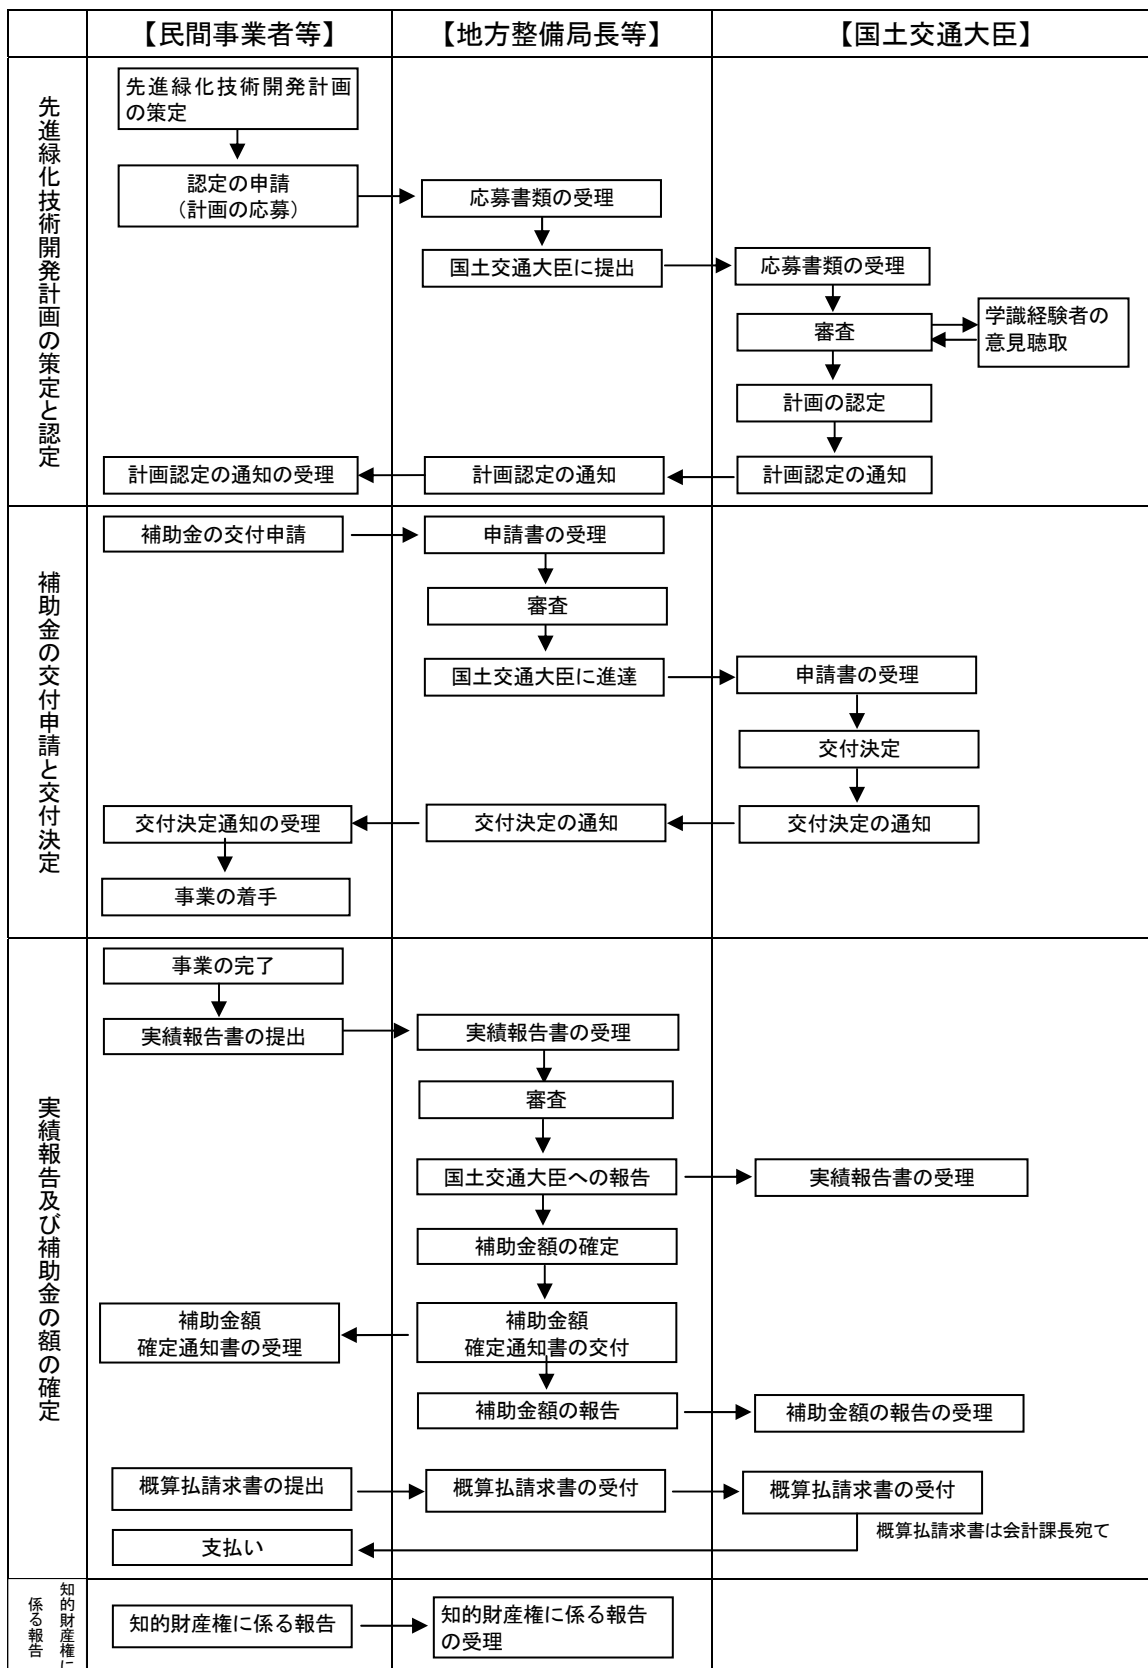 【民間事業者等】
【地方整備局長等】
【国土交通大臣】
先進緑化技術開発計画の策定と認定
先進緑化技術開発計画
の策定
認定の申請
（計画の応募）
応募書類の受理
国土交通大臣に提出
応募書類の受理
審査
学識経験者の
意見聴取
計画の認定
計画認定の通知の受理
計画認定の通知
計画認定の通知
補助金の交付申請と交付決定
補助金の交付申請
申請書の受理
審査
国土交通大臣に進達
申請書の受理
交付決定
交付決定通知の受理
交付決定の通知
交付決定の通知
事業の着手
実績報告及び補助金の額の確定
事業の完了
実績報告書の提出
実績報告書の受理
審査
国土交通大臣への報告
実績報告書の受理
補助金額の確定
補助金額
確定通知書の受理
補助金額
確定通知書の交付
補助金額の報告
補助金額の報告の受理
概算払請求書の提出
概算払請求書の受付
概算払請求書の受付
概算払請求書は会計課長宛て
支払い
知的財産権に
係る報告
知的財産権に係る報告
知的財産権に係る報告
の受理